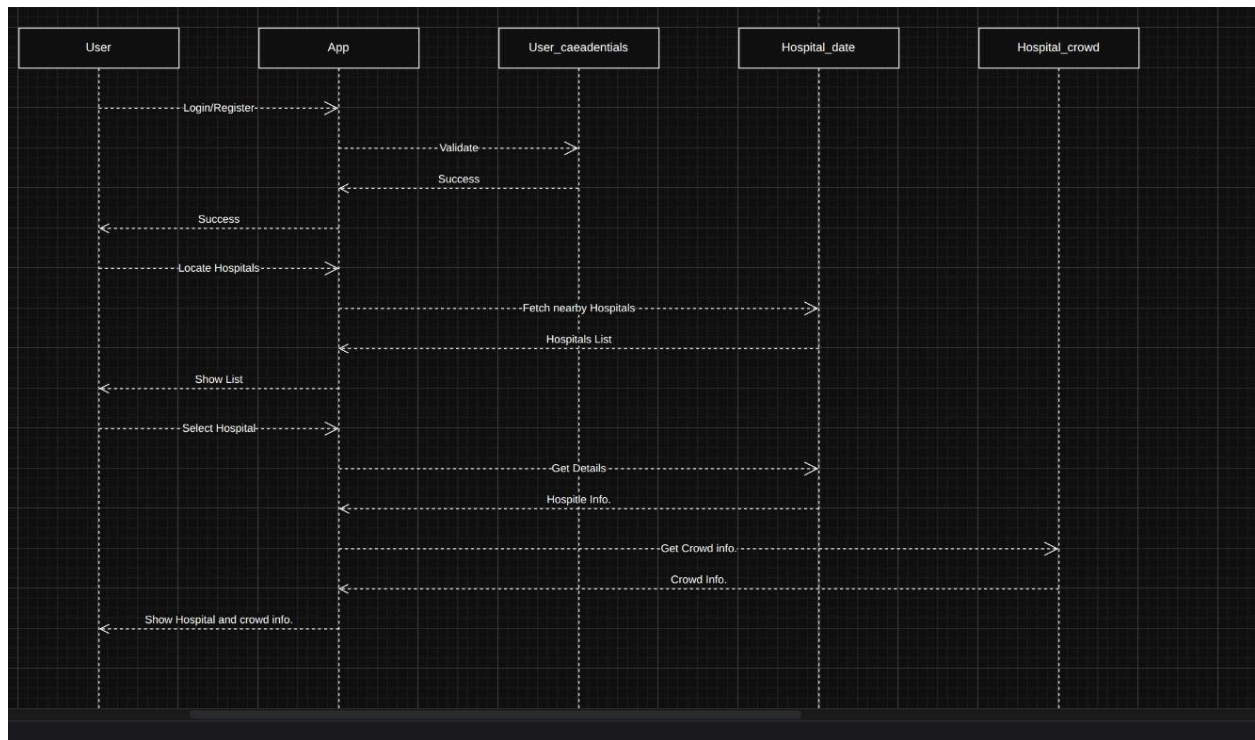 User
App
User_caeadentials
Hospital_date
Hospital_crowd
Login/Register
Validate
Success
Success
Locate Hospitals
Fetch nearby Hospitals
Hospitals List
Show List
Select Hospital
Get Details
Hospitle Info.
Get Crowd info.
Crowd Info.
Show Hospital and crowd info.